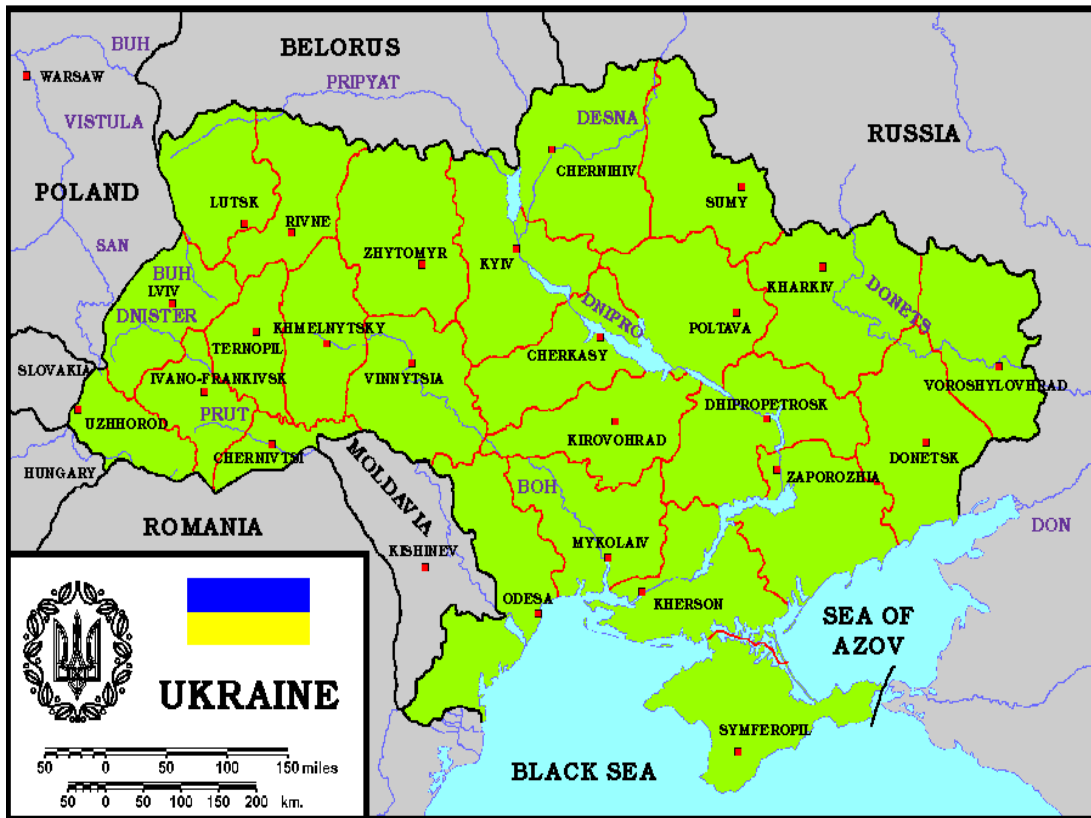 BUH
BELORUS
WARSAW
PRIPYAT
VISTULA
DESNA
RUSSIA
CHERNIHIV
POLAND
SUMY
LUTSK
RIVNE
SAN
ZHYTOMYR
KYIV
BUH
LVIV
KHARKIV
DONETS
DNISTER
DNIPRO
KHMELNYTSKY
POLTAVA
TERNOPIL
CHERKASY
SLOVAKIA
IVANO-FRANKIVSK
VINNYTSIA
VOROSHYLOVHRAD
UZHHOROD
PRUT
DHIPROPETROSK
KIROVOHRAD
CHERNIVTSI
DONETSK
HUNGARY
MOLDAVIA
BOH
ZAPOROZHIA
ROMANIA
DON
MYKOLAIV
KISHINEV
ODESA
KHERSON
SEA OF
AZOV
UKRAINE
SYMFEROPIL
BLACK SEA
50 0 50 100 150 miles
50 0 50 100 150 200 km.